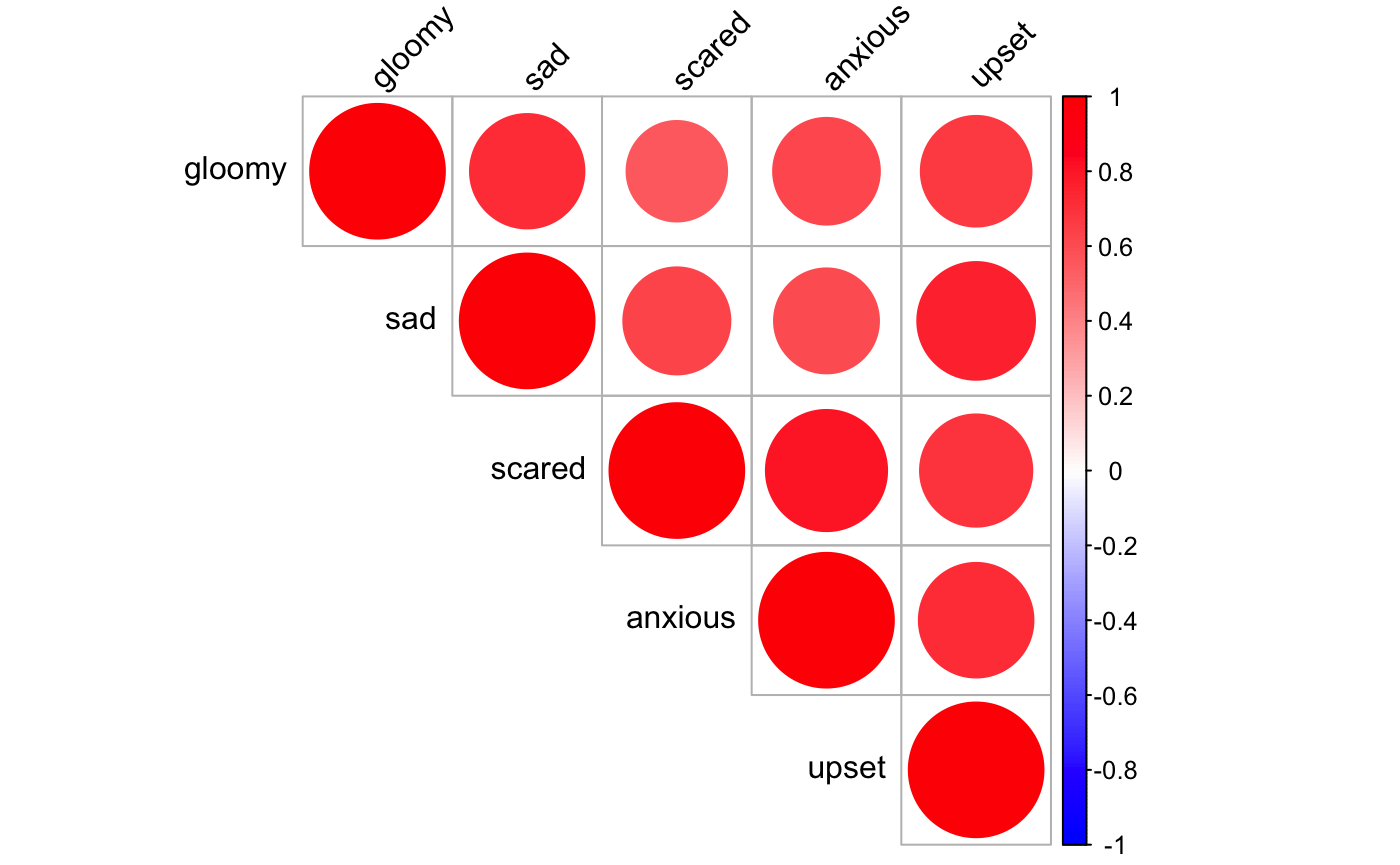 gloomy
sad
scared
anxious
upset
gloomy
sad
scared
anxious
upset
1
0.8
0.6
0.4
0.2
0
-0.2
-0.4
-0.6
-0.8
-1